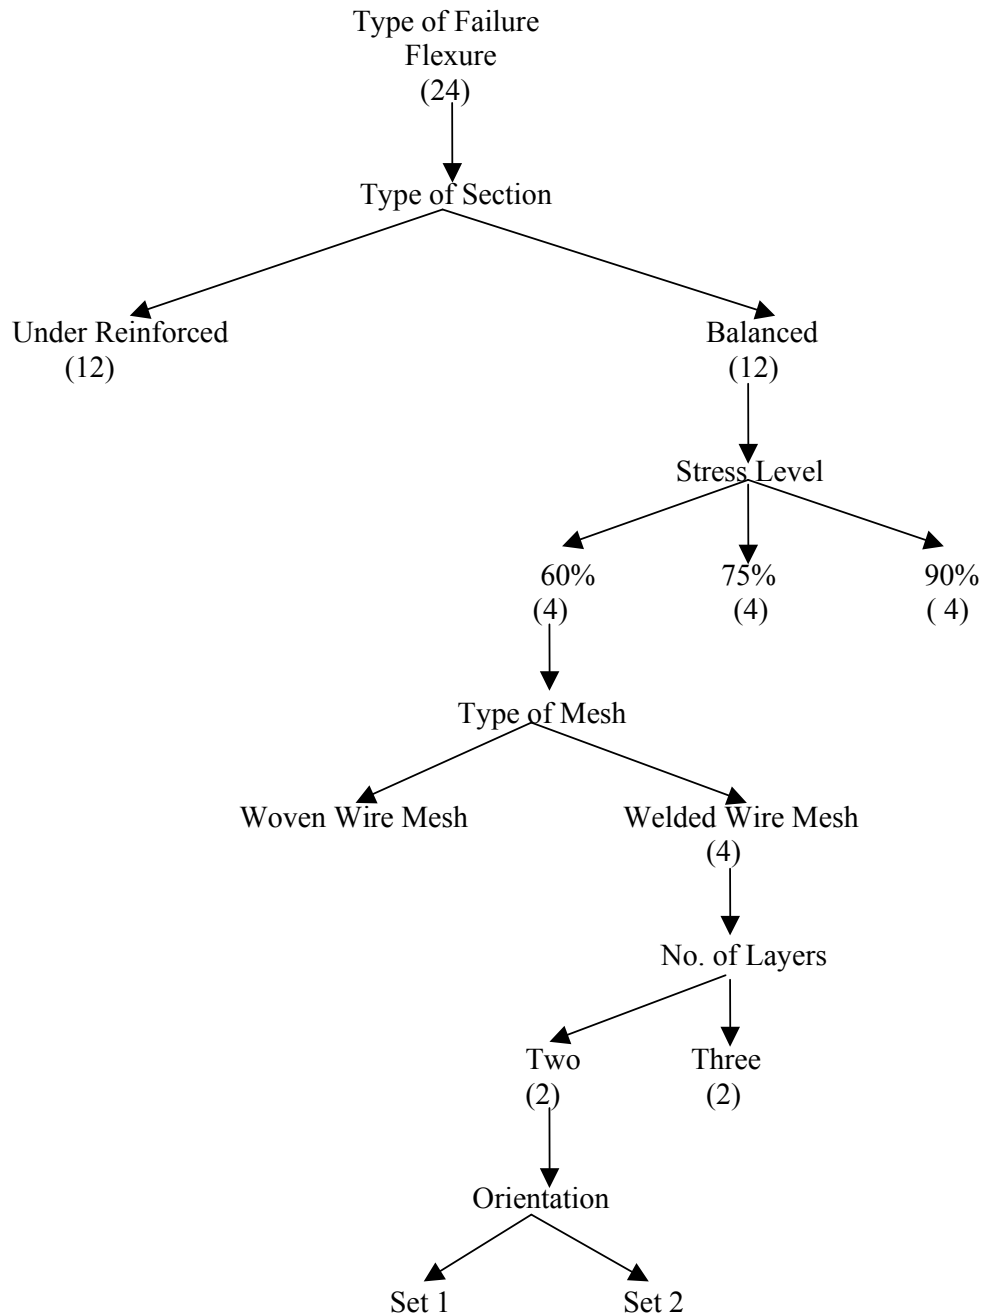 Type of Failure
Flexure
(24)
Type of Section
Under Reinforced
(12)
Balanced
(12)
Stress Level
60%
(4)
75%
(4)
90%
( 4)
Type of Mesh
Woven Wire Mesh
Welded Wire Mesh
(4)
No. of Layers
Two
(2)
Three
(2)
Orientation
Set 1
Set 2